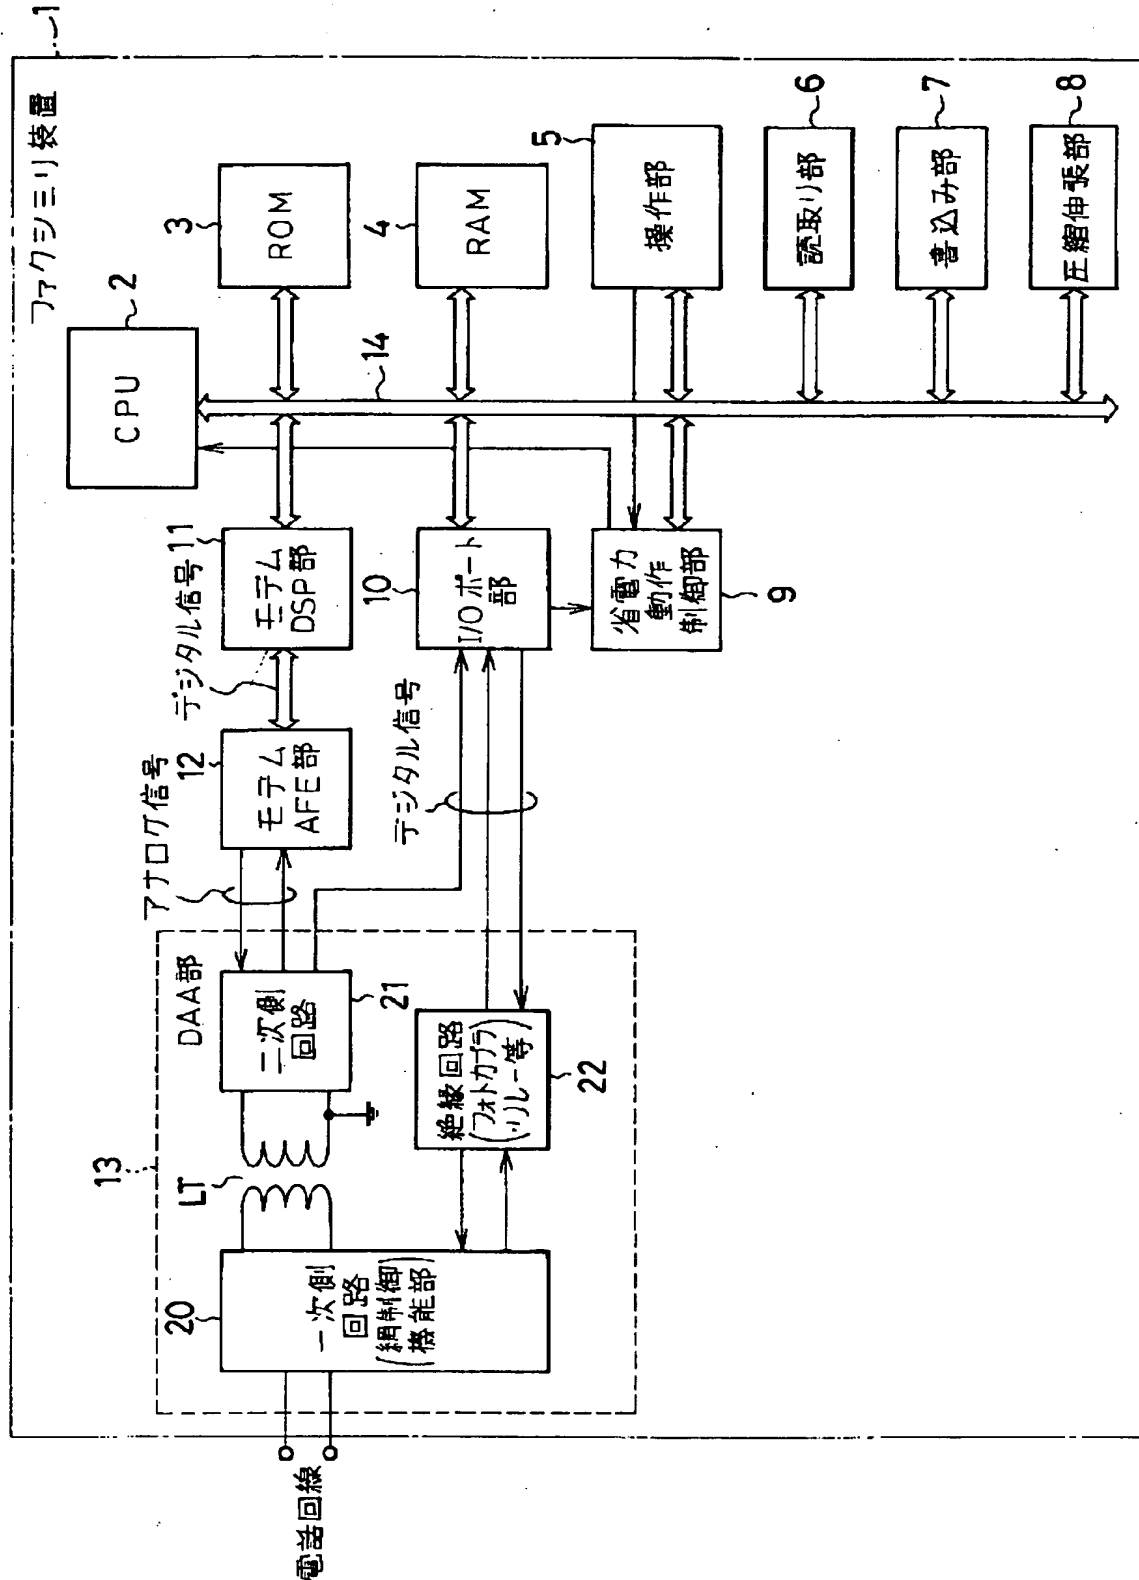 ファクシミリ装置
1
CPU
2
ROM
3
RAM
4
操作部
5
読取り部
6
書込み部
7
圧縮伸張部
8
14
モデム
DSP部
11
デジタル信号
I/Oポート
部
10
省電力
動作
制御部
9
モデム
AFE部
12
アナログ信号
デジタル信号
DAA部
13
二次側
回路
21
LT
絶縁回路
(フォトカプラ
リレー等)
22
一次側
回路
(網制御
機能部)
20
電話回線